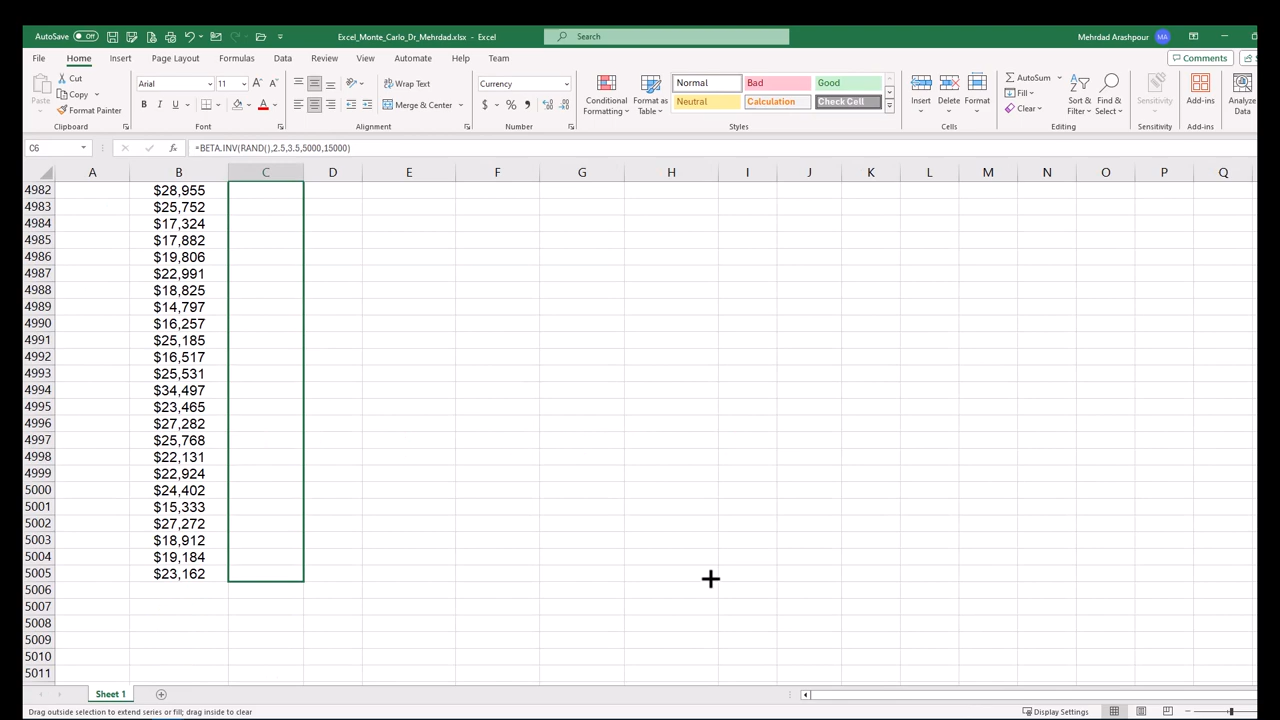 AutoSave Off Excel_Monte_Carlo_Dr_Mehrdad.xlsx - Excel Search Mehrdad Arashpour MA
File Home Insert Page Layout Formulas Data Review View Automate Help Team Comments
Paste Cut Copy Format Painter
Clipboard
Arial 11
B I U A
Font
Wrap Text
Merge & Center
Alignment
Currency
$ % ,
Number
Conditional Formatting Format as Table
Normal Bad Good
Neutral Calculation Check Cell
Styles
Insert Delete Format
Cells
AutoSum
Fill
Clear
Sort & Filter Find & Select
Editing
Sensitivity
Sensitivity
Add-ins
Add-ins
Analyze Data
C6 fx =BETA.INV(RAND(),2.5,3.5,5000,15000)
A B C D E F G H I J K L M N O P Q
4982 $28,955
4983 $25,752
4984 $17,324
4985 $17,882
4986 $19,806
4987 $22,991
4988 $18,825
4989 $14,797
4990 $16,257
4991 $25,185
4992 $16,517
4993 $25,531
4994 $34,497
4995 $23,465
4996 $27,282
4997 $25,768
4998 $22,131
4999 $22,924
5000 $24,402
5001 $15,333
5002 $27,272
5003 $18,912
5004 $19,184
5005 $23,162
5006
5007
5008
5009
5010
5011
Sheet 1
Drag outside selection to extend series or fill; drag inside to clear Display Settings